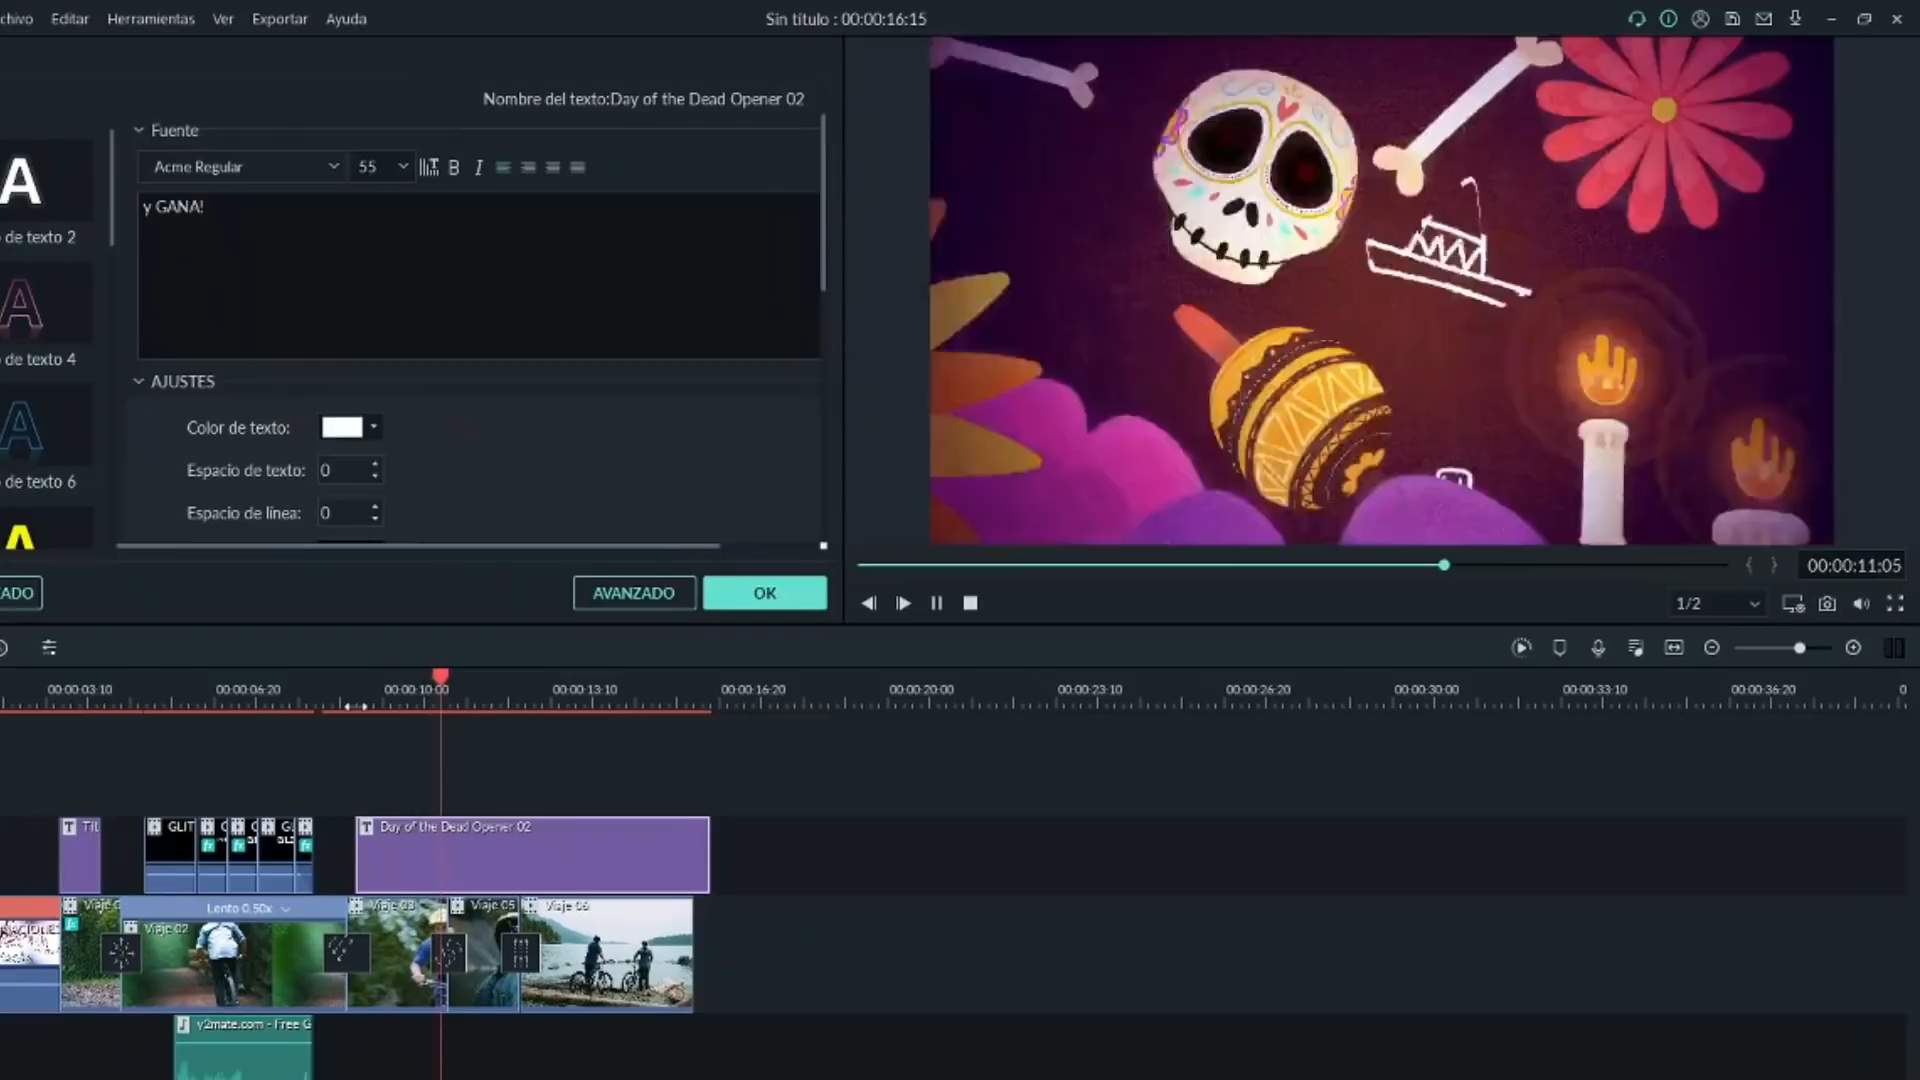 chivo Editar Herramientas Ver Exportar Ayuda
Sin título : 00:00:16:15
Nombre del texto:Day of the Dead Opener 02
Fuente
Acme Regular 55 B I
y GANA!
A
de texto 2
A
de texto 4
A
de texto 6
A
AJUSTES
Color de texto:
Espacio de texto: 0
Espacio de línea: 0
ADO
AVANZADO OK
00:00:11:05
1/2
00:00:03:10 00:00:06:20 00:00:10:00 00:00:13:10 00:00:16:20 00:00:20:00 00:00:23:10 00:00:26:20 00:00:30:00 00:00:33:10 00:00:36:20 0
T Tít GLIT T Day of the Dead Opener 02
Lento 0.50x
Viaje 02 Viaje 03 Viaje 05 Viaje 06
y2mate.com - Free G